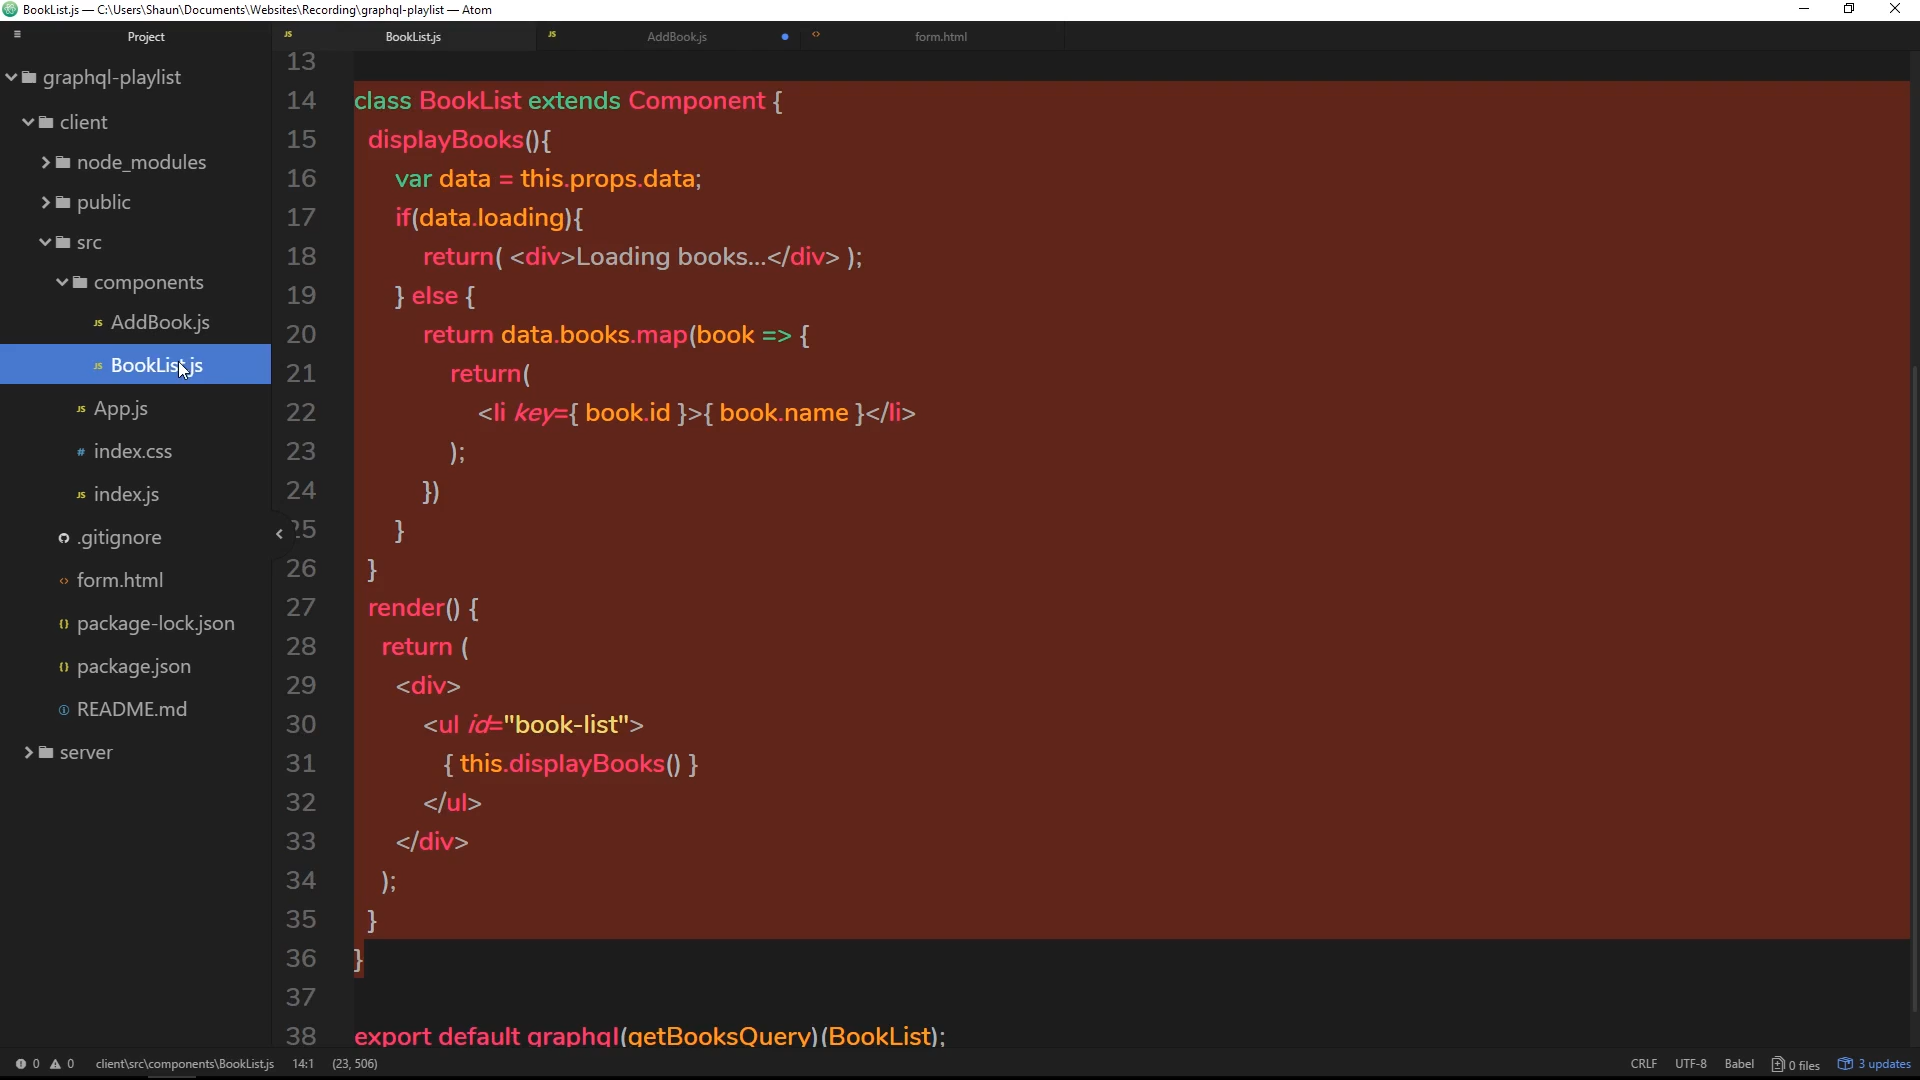 BookList.js — C:\Users\Shaun\Documents\Websites\Recording\graphql-playlist — Atom
Project
BookList.js
AddBook.js
form.html
graphql-playlist
client
node_modules
public
src
components
AddBook.js
BookList.js
App.js
index.css
index.js
.gitignore
form.html
package-lock.json
package.json
README.md
server
13
14 class BookList extends Component {
15 displayBooks(){
16 var data = this.props.data;
17 if(data.loading){
18 return( <div>Loading books...</div> );
19 } else {
20 return data.books.map(book => {
21 return(
22 <li key={ book.id }>{ book.name }</li>
23 );
24 })
25 }
26 }
27 render() {
28 return (
29 <div>
30 <ul id="book-list">
31 { this.displayBooks() }
32 </ul>
33 </div>
34 );
35 }
36 }
37
38 export default graphql(getBooksQuery)(BookList);
0 0 client\src\components\BookList.js 14:1 (23, 506) CRLF UTF-8 Babel 0 files 3 updates